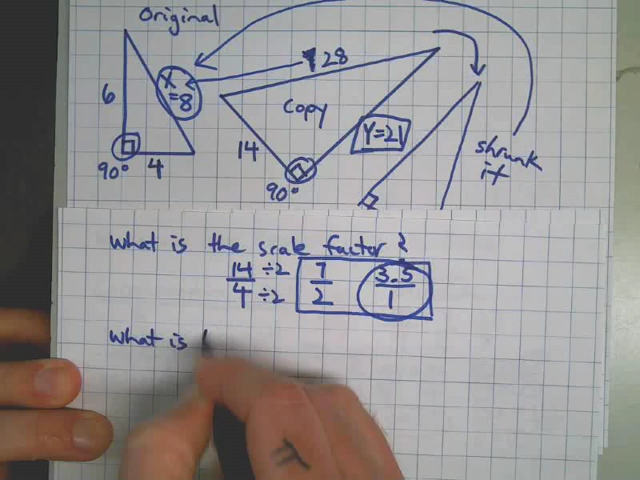 Original
6
x
=8
90°
4
28
Copy
14
Y=21
90°
shrunk
it
What is the scale factor?
14 ÷2
4 ÷2
7
2
3.5
1
What is